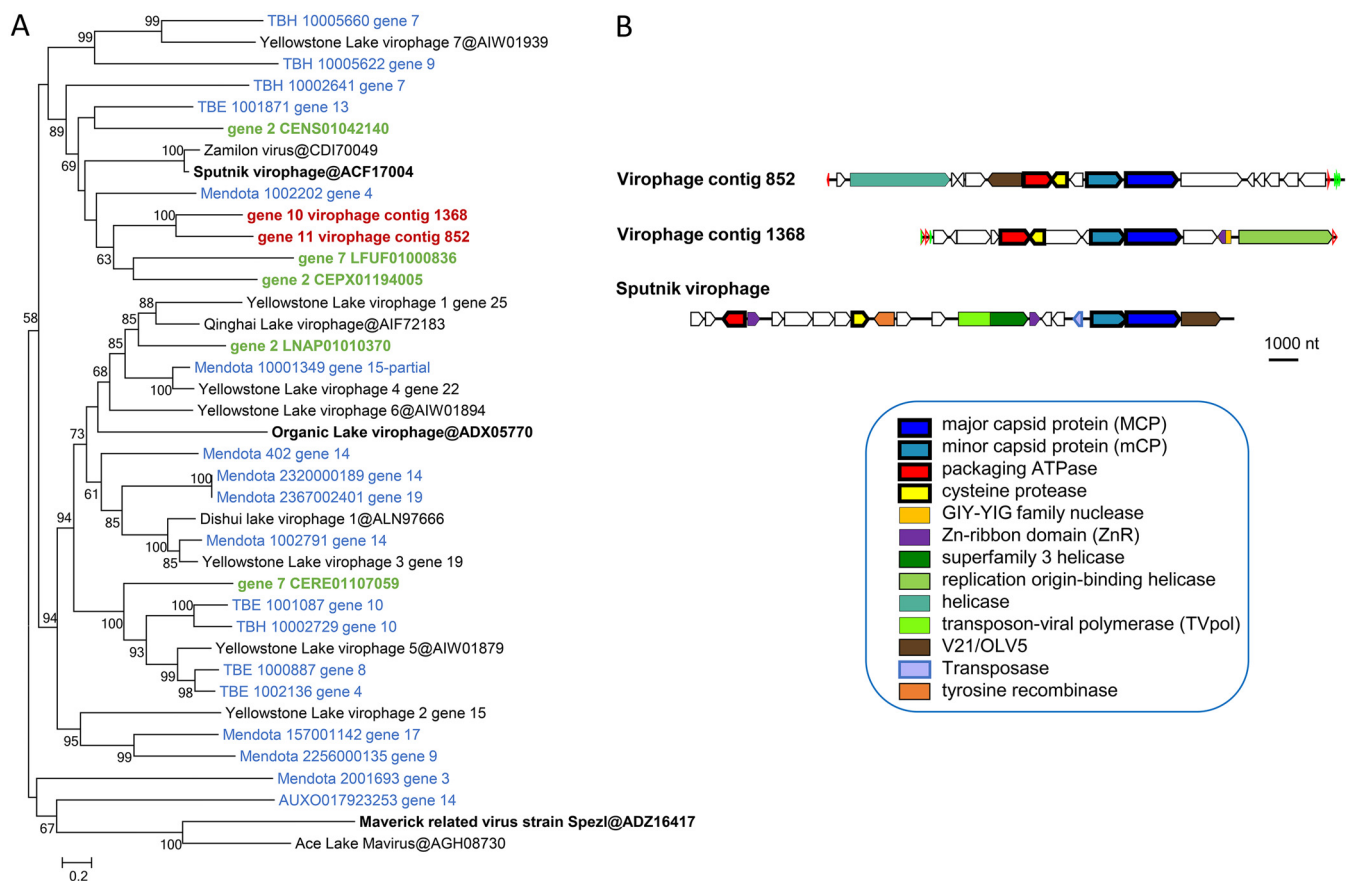 A
99
TBH 10005660 gene 7
99
Yellowstone Lake virophage 7@AIW01939
TBH 10005622 gene 9
TBH 10002641 gene 7
TBE 1001871 gene 13
89
gene 2 CENS01042140
100
Zamilon virus@CDI70049
69
Sputnik virophage@ACF17004
Mendota 1002202 gene 4
100
gene 10 virophage contig 1368
gene 11 virophage contig 852
63
gene 7 LFUF01000836
gene 2 CEPX01194005
88
Yellowstone Lake virophage 1 gene 25
58
85
Qinghai Lake virophage@AIF72183
85
gene 2 LNAP01010370
68
Mendota 10001349 gene 15-partial
100
Yellowstone Lake virophage 4 gene 22
Yellowstone Lake virophage 6@AIW01894
73
Organic Lake virophage@ADX05770
Mendota 402 gene 14
61
100
Mendota 2320000189 gene 14
Mendota 2367002401 gene 19
94
85
Dishui lake virophage 1@ALN97666
100
Mendota 1002791 gene 14
85
Yellowstone Lake virophage 3 gene 19
gene 7 CERE01107059
94
100
100
TBE 1001087 gene 10
TBH 10002729 gene 10
93
Yellowstone Lake virophage 5@AIW01879
99
TBE 1000887 gene 8
98
TBE 1002136 gene 4
Yellowstone Lake virophage 2 gene 15
95
Mendota 157001142 gene 17
99
Mendota 2256000135 gene 9
Mendota 2001693 gene 3
AUXO017923253 gene 14
67
Maverick related virus strain Spezl@ADZ16417
100
Ace Lake Mavirus@AGH08730
0.2
B
Virophage contig 852
Virophage contig 1368
Sputnik virophage
1000 nt
major capsid protein (MCP)
minor capsid protein (mCP)
packaging ATPase
cysteine protease
GIY-YIG family nuclease
Zn-ribbon domain (ZnR)
superfamily 3 helicase
replication origin-binding helicase
helicase
transposon-viral polymerase (TVpol)
V21/OLV5
Transposase
tyrosine recombinase